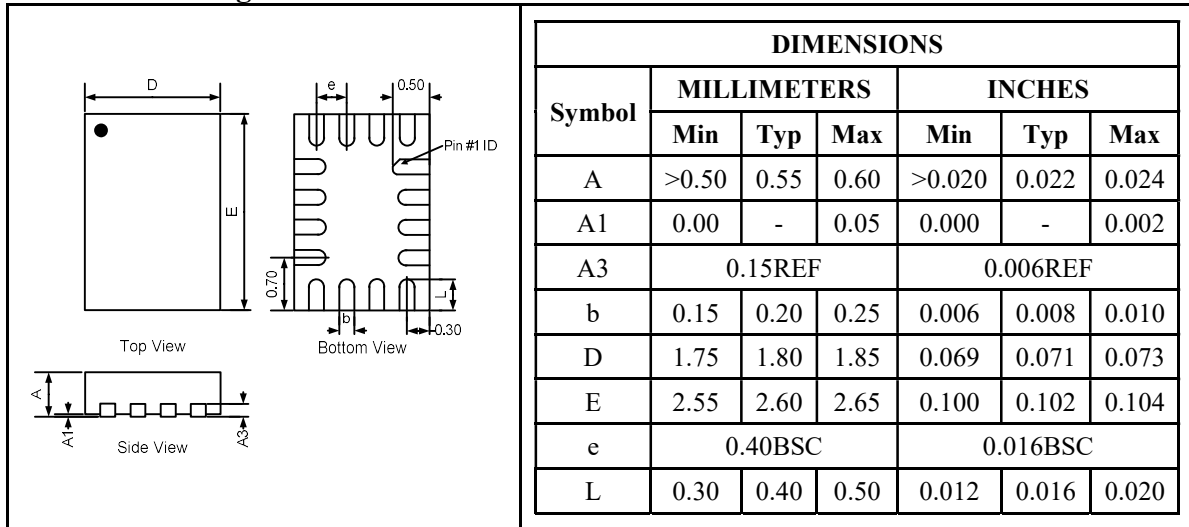 D
E
Top View
A
A1
A3
Side View
e
0.50
Pin #1 ID
0.70
b
L
0.30
Bottom View
DIMENSIONS
Symbol MILLIMETERS INCHES
Min Typ Max Min Typ Max
A >0.50 0.55 0.60 >0.020 0.022 0.024
A1 0.00 - 0.05 0.000 - 0.002
A3 0.15REF 0.006REF
b 0.15 0.20 0.25 0.006 0.008 0.010
D 1.75 1.80 1.85 0.069 0.071 0.073
E 2.55 2.60 2.65 0.100 0.102 0.104
e 0.40BSC 0.016BSC
L 0.30 0.40 0.50 0.012 0.016 0.020